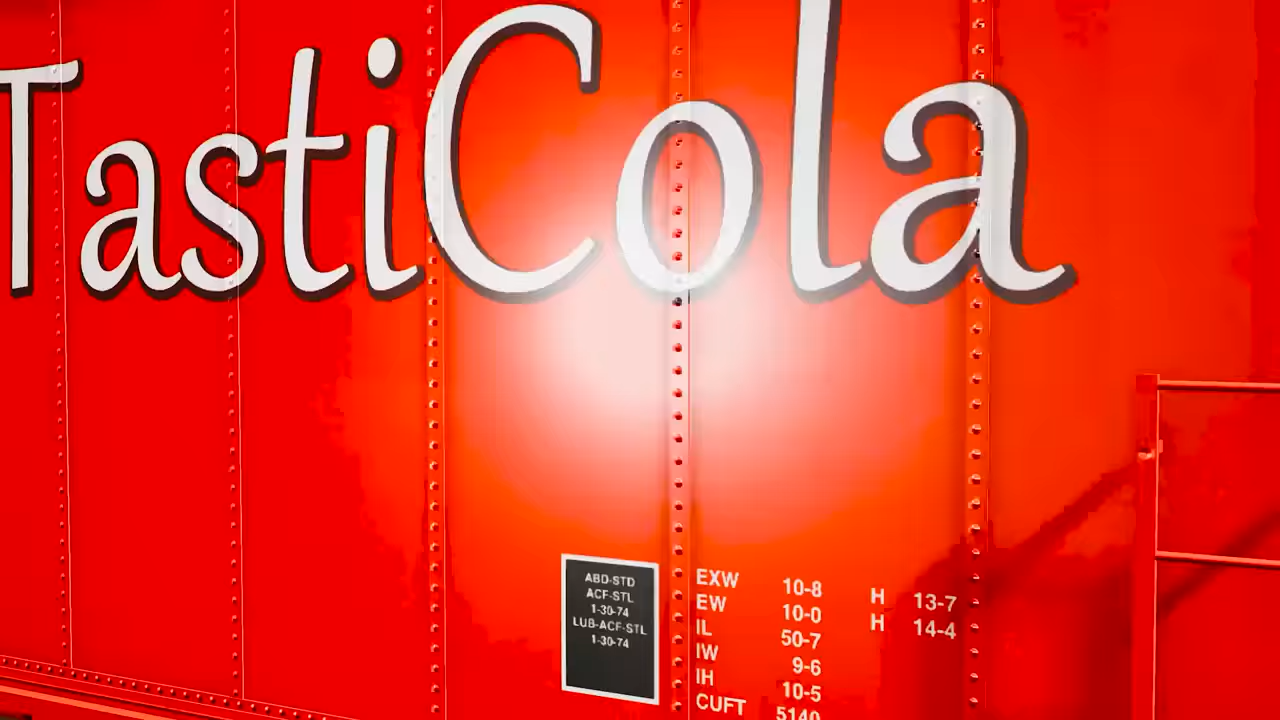 TastiCola
ABD-STD
ACF-STL
1-30-74
LUB-ACF-STL
1-30-74
EXW 10-8 H 13-7
EW 10-0 H 14-4
IL 50-7
IW 9-6
IH 10-5
CUFT 5140